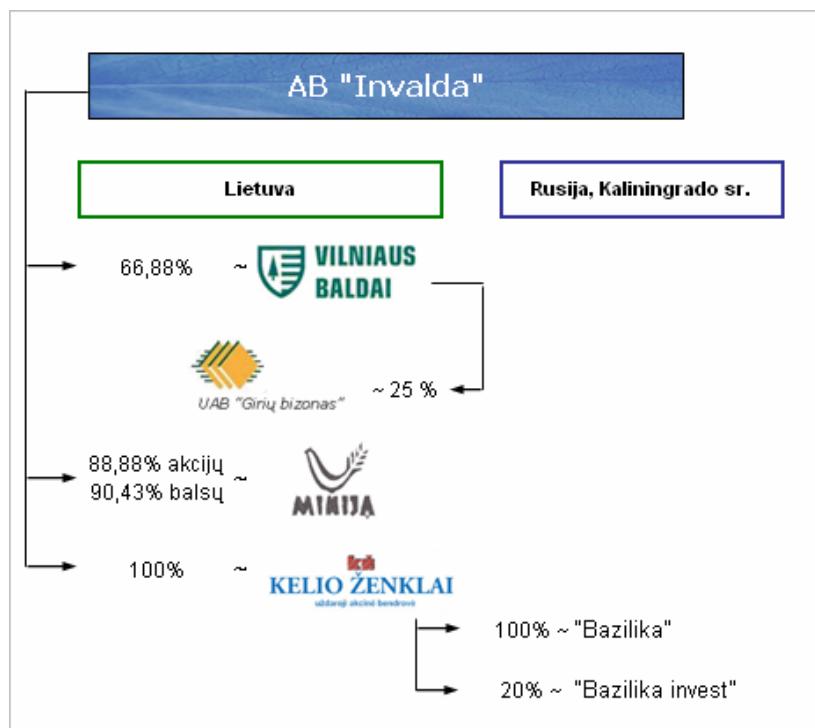 AB "Invalda"
Lietuva
Rusija, Kaliningrado sr.
66,88% ~ VILNIAUS
BALDAI
UAB "Girių bizonas" ~ 25 %
88,88% akcijų
90,43% balsų ~
MINIJA
100% ~
KELIO ŽENKLAI
uždaroji akcinė bendrovė
100% ~ "Bazilika"
20% ~ "Bazilika invest"